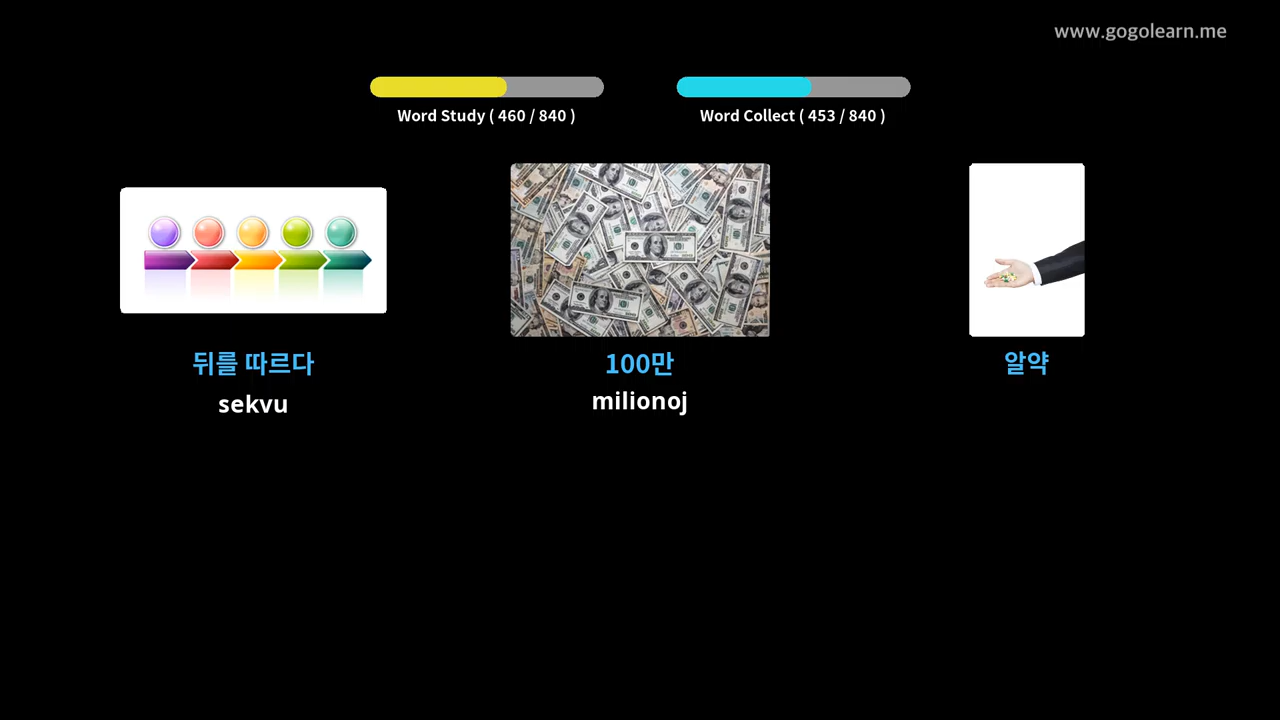 www.gogolearn.me
Word Study ( 460 / 840 )
Word Collect ( 453 / 840 )
뒤를 따르다
sekvu
100만
milionoj
알약